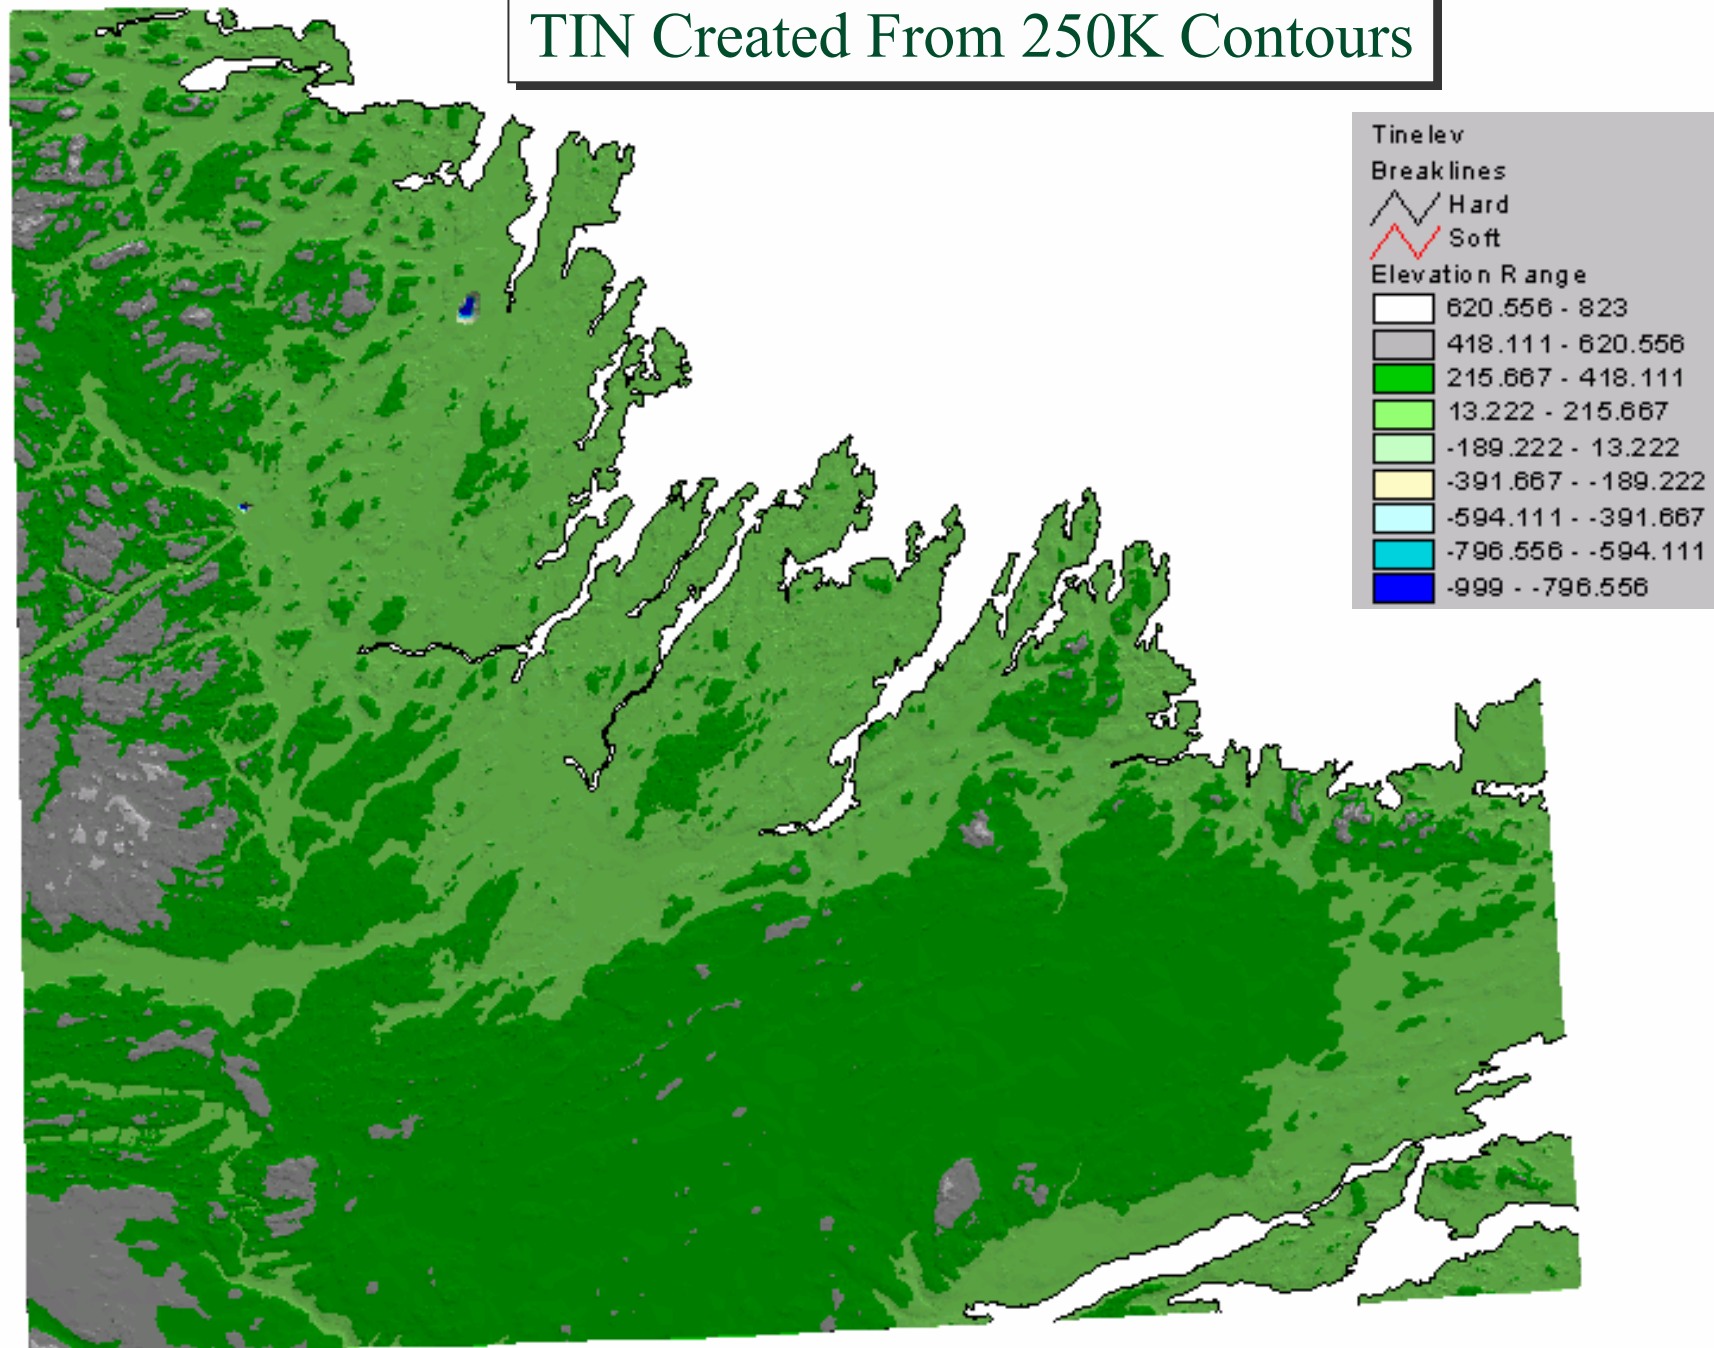 TIN Created From 250K Contours
Tinelev
Breaklines
Hard
Soft
Elevation Range
620.556 - 823
418.111 - 620.556
215.667 - 418.111
13.222 - 215.667
-189.222 - 13.222
-391.667 - -189.222
-594.111 - -391.667
-796.556 - -594.111
-999 - -796.556